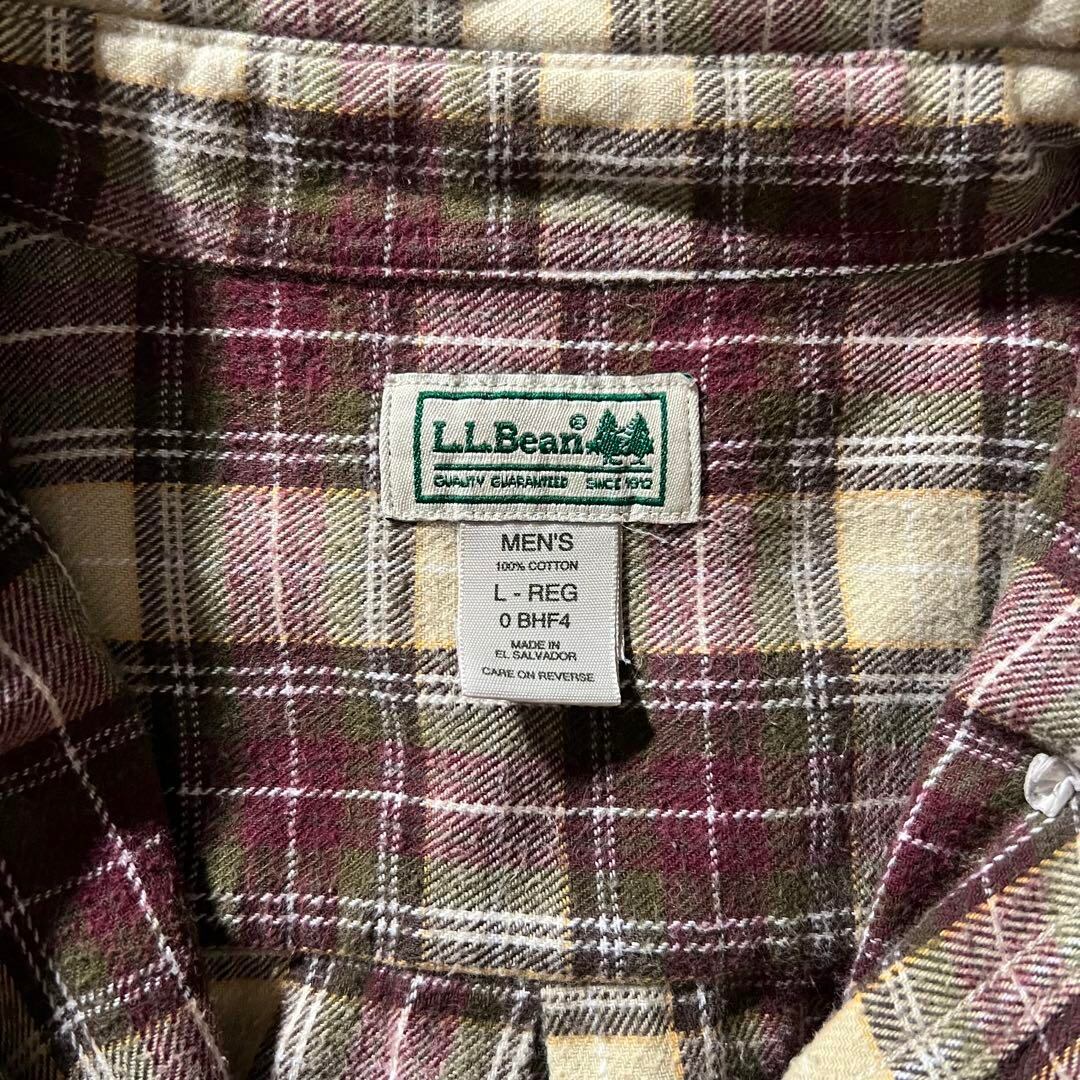 L.L.Bean®
QUALITY GUARANTEED SINCE 1912
MEN'S
100% COTTON
L - REG
0 BHF4
MADE IN
EL SALVADOR
CARE ON REVERSE